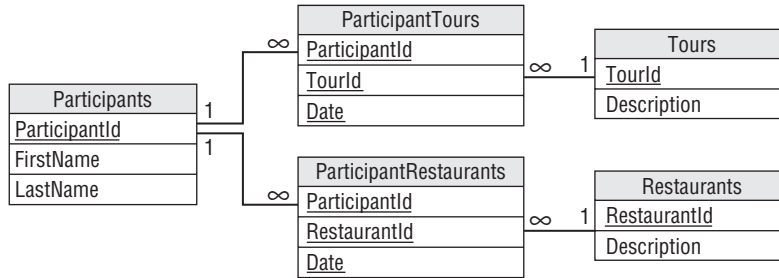 Participants
ParticipantId
FirstName
LastName
1
1
∞
∞
ParticipantTours
ParticipantId
TourId
Date
∞
1
Tours
TourId
Description
ParticipantRestaurants
ParticipantId
RestaurantId
Date
∞
1
Restaurants
RestaurantId
Description